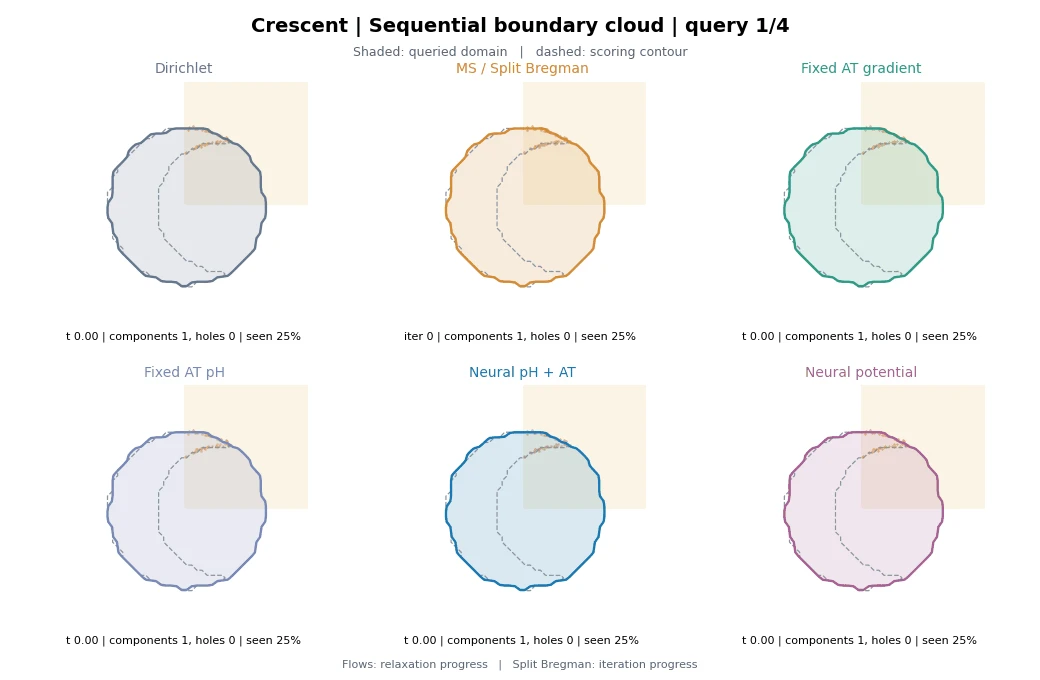 Crescent | Sequential boundary cloud | query 1/4
Shaded: queried domain | dashed: scoring contour
Dirichlet
MS / Split Bregman
Fixed AT gradient
t 0.00 | components 1, holes 0 | seen 25%
iter 0 | components 1, holes 0 | seen 25%
t 0.00 | components 1, holes 0 | seen 25%
Fixed AT pH
Neural pH + AT
Neural potential
t 0.00 | components 1, holes 0 | seen 25%
t 0.00 | components 1, holes 0 | seen 25%
t 0.00 | components 1, holes 0 | seen 25%
Flows: relaxation progress | Split Bregman: iteration progress